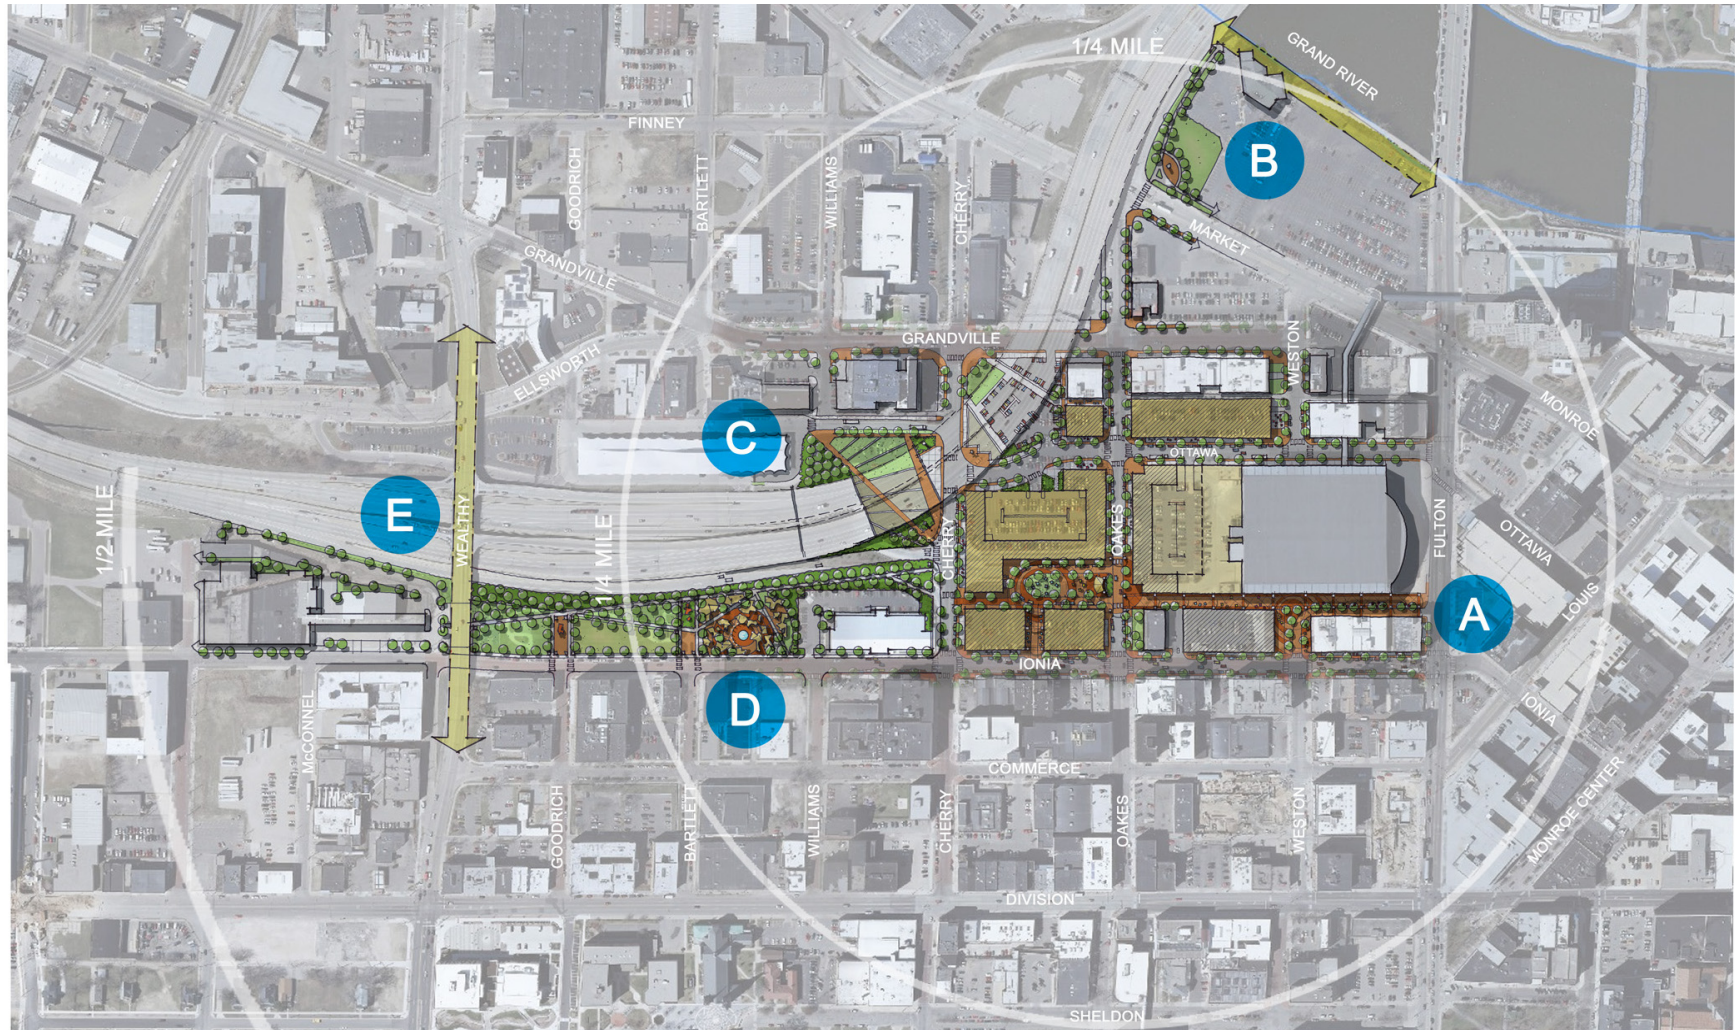 1/4 MILE
GRAND RIVER
B
FINNEY
GOODRICH
BARTLETT
WILLIAMS
CHERRY
MARKET
GRANDVILLE
GRANDVILLE
ELLSWORTH
WESTON
MONROE
C
OTTAWA
E
WEALTHY
1/2 MILE
1/4 MILE
CHERRY
OAKES
FULTON
OTTAWA
LOUIS
A
IONIA
IONIA
D
McCONNEL
COMMERCE
MONROE CENTER
GOODRICH
BARTLETT
WILLIAMS
CHERRY
OAKES
WESTON
DIVISION
SHELDON